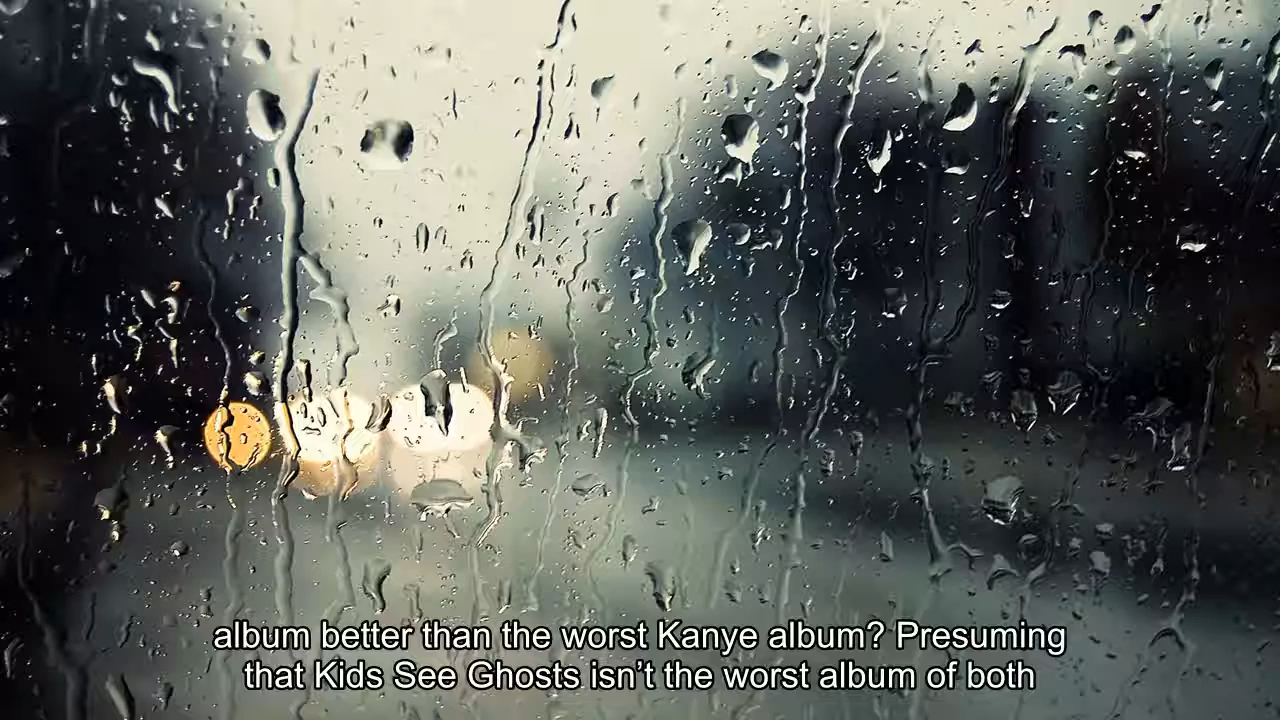 album better than the worst Kanye album? Presuming
that Kids See Ghosts isn’t the worst album of both